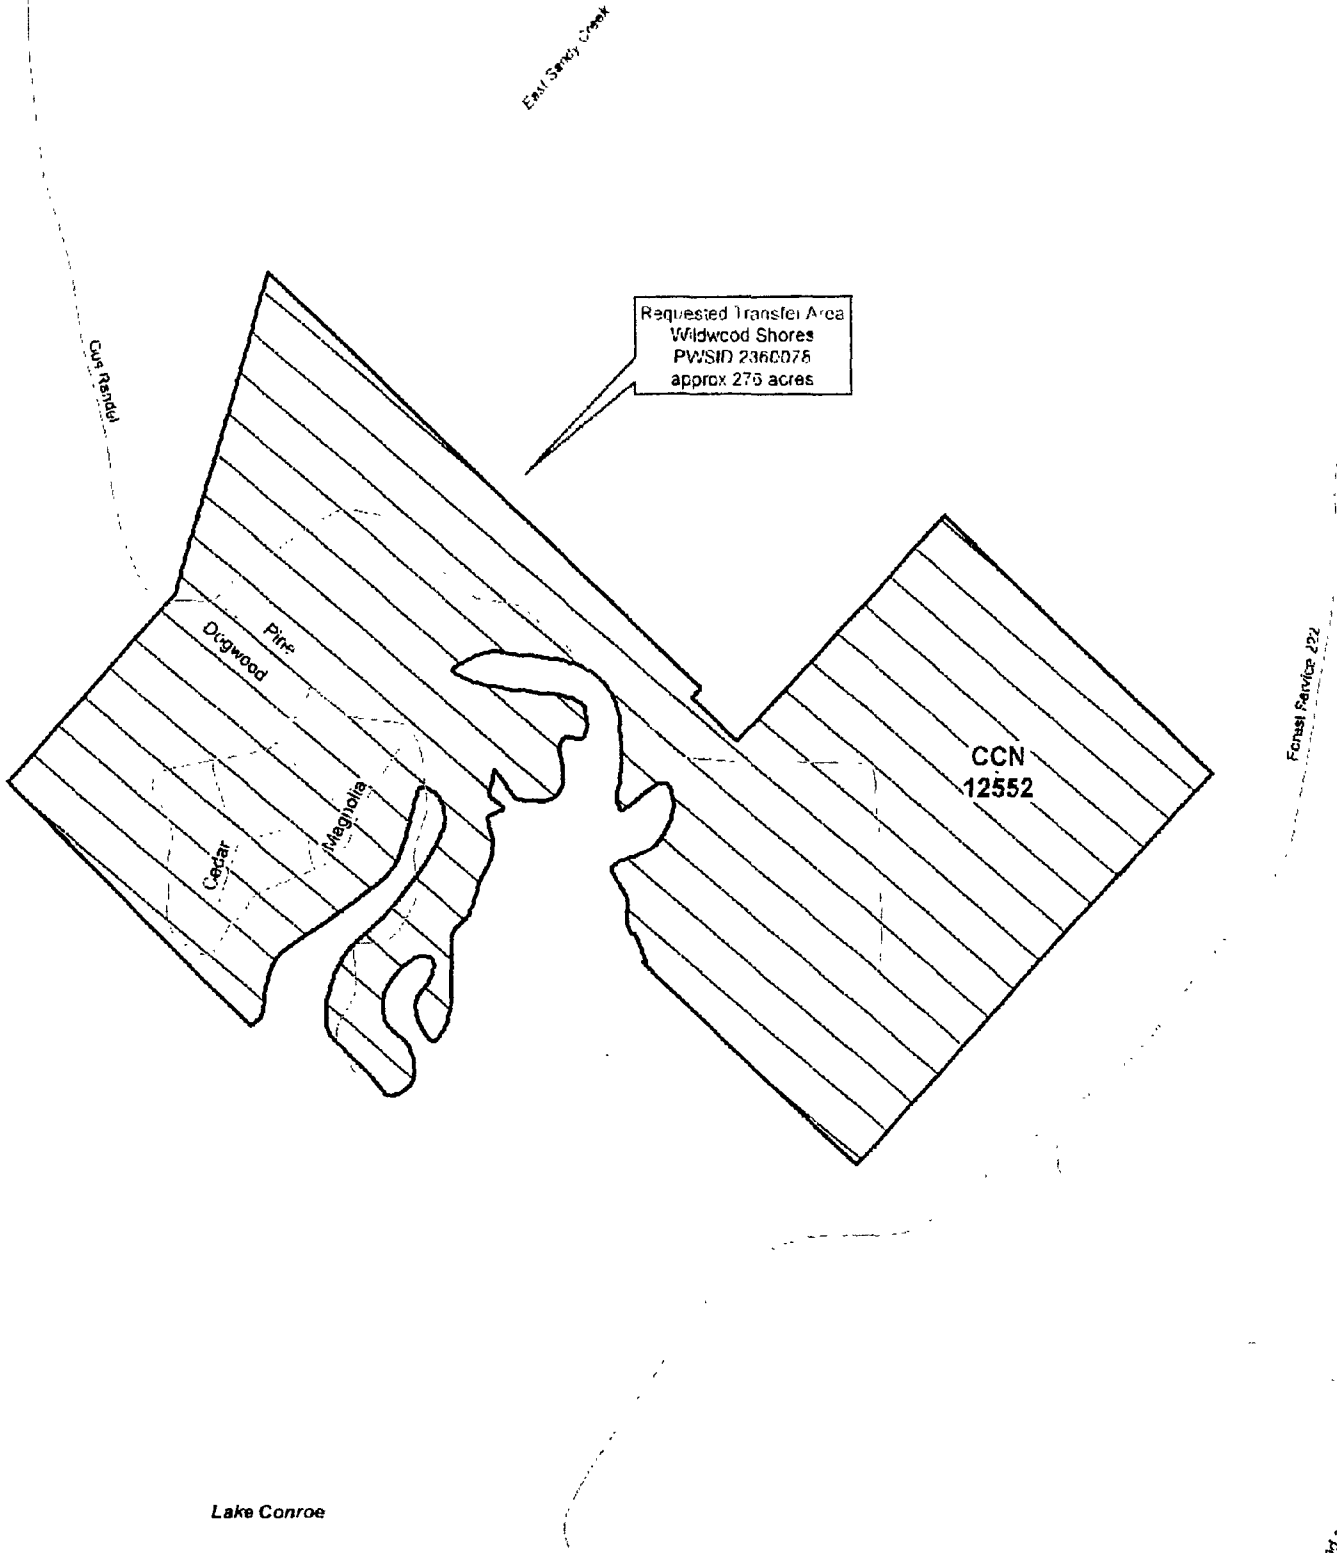 East Sandy Creek
Requested Transfer Area
Wildwood Shores
PWSID 2360078
approx 276 acres
Gus Randel
Pine
Dogwood
Forest Service 222
CCN
12552
Magnolia
Cedar
Lake Conroe